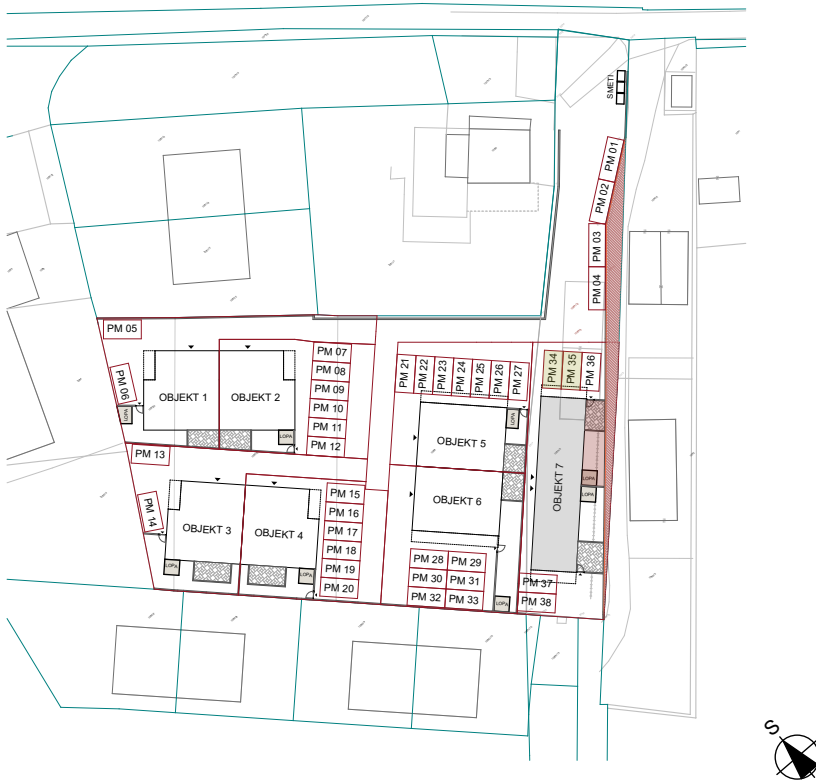 SMETI
PM 01
PM 02
PM 03
PM 04
PM 05
PM 06
PM 07
PM 08
PM 09
PM 10
PM 11
PM 12
OBJEKT 1
OBJEKT 2
LOPA
LOPA
PM 13
PM 14
PM 15
PM 16
PM 17
PM 18
PM 19
PM 20
OBJEKT 3
OBJEKT 4
LOPA
LOPA
PM 21
PM 22
PM 23
PM 24
PM 25
PM 26
PM 27
OBJEKT 5
LOPA
OBJEKT 6
PM 28
PM 29
PM 30
PM 31
PM 32
PM 33
LOPA
PM 34
PM 35
PM 36
OBJEKT 7
LOPA
LOPA
PM 37
PM 38
S